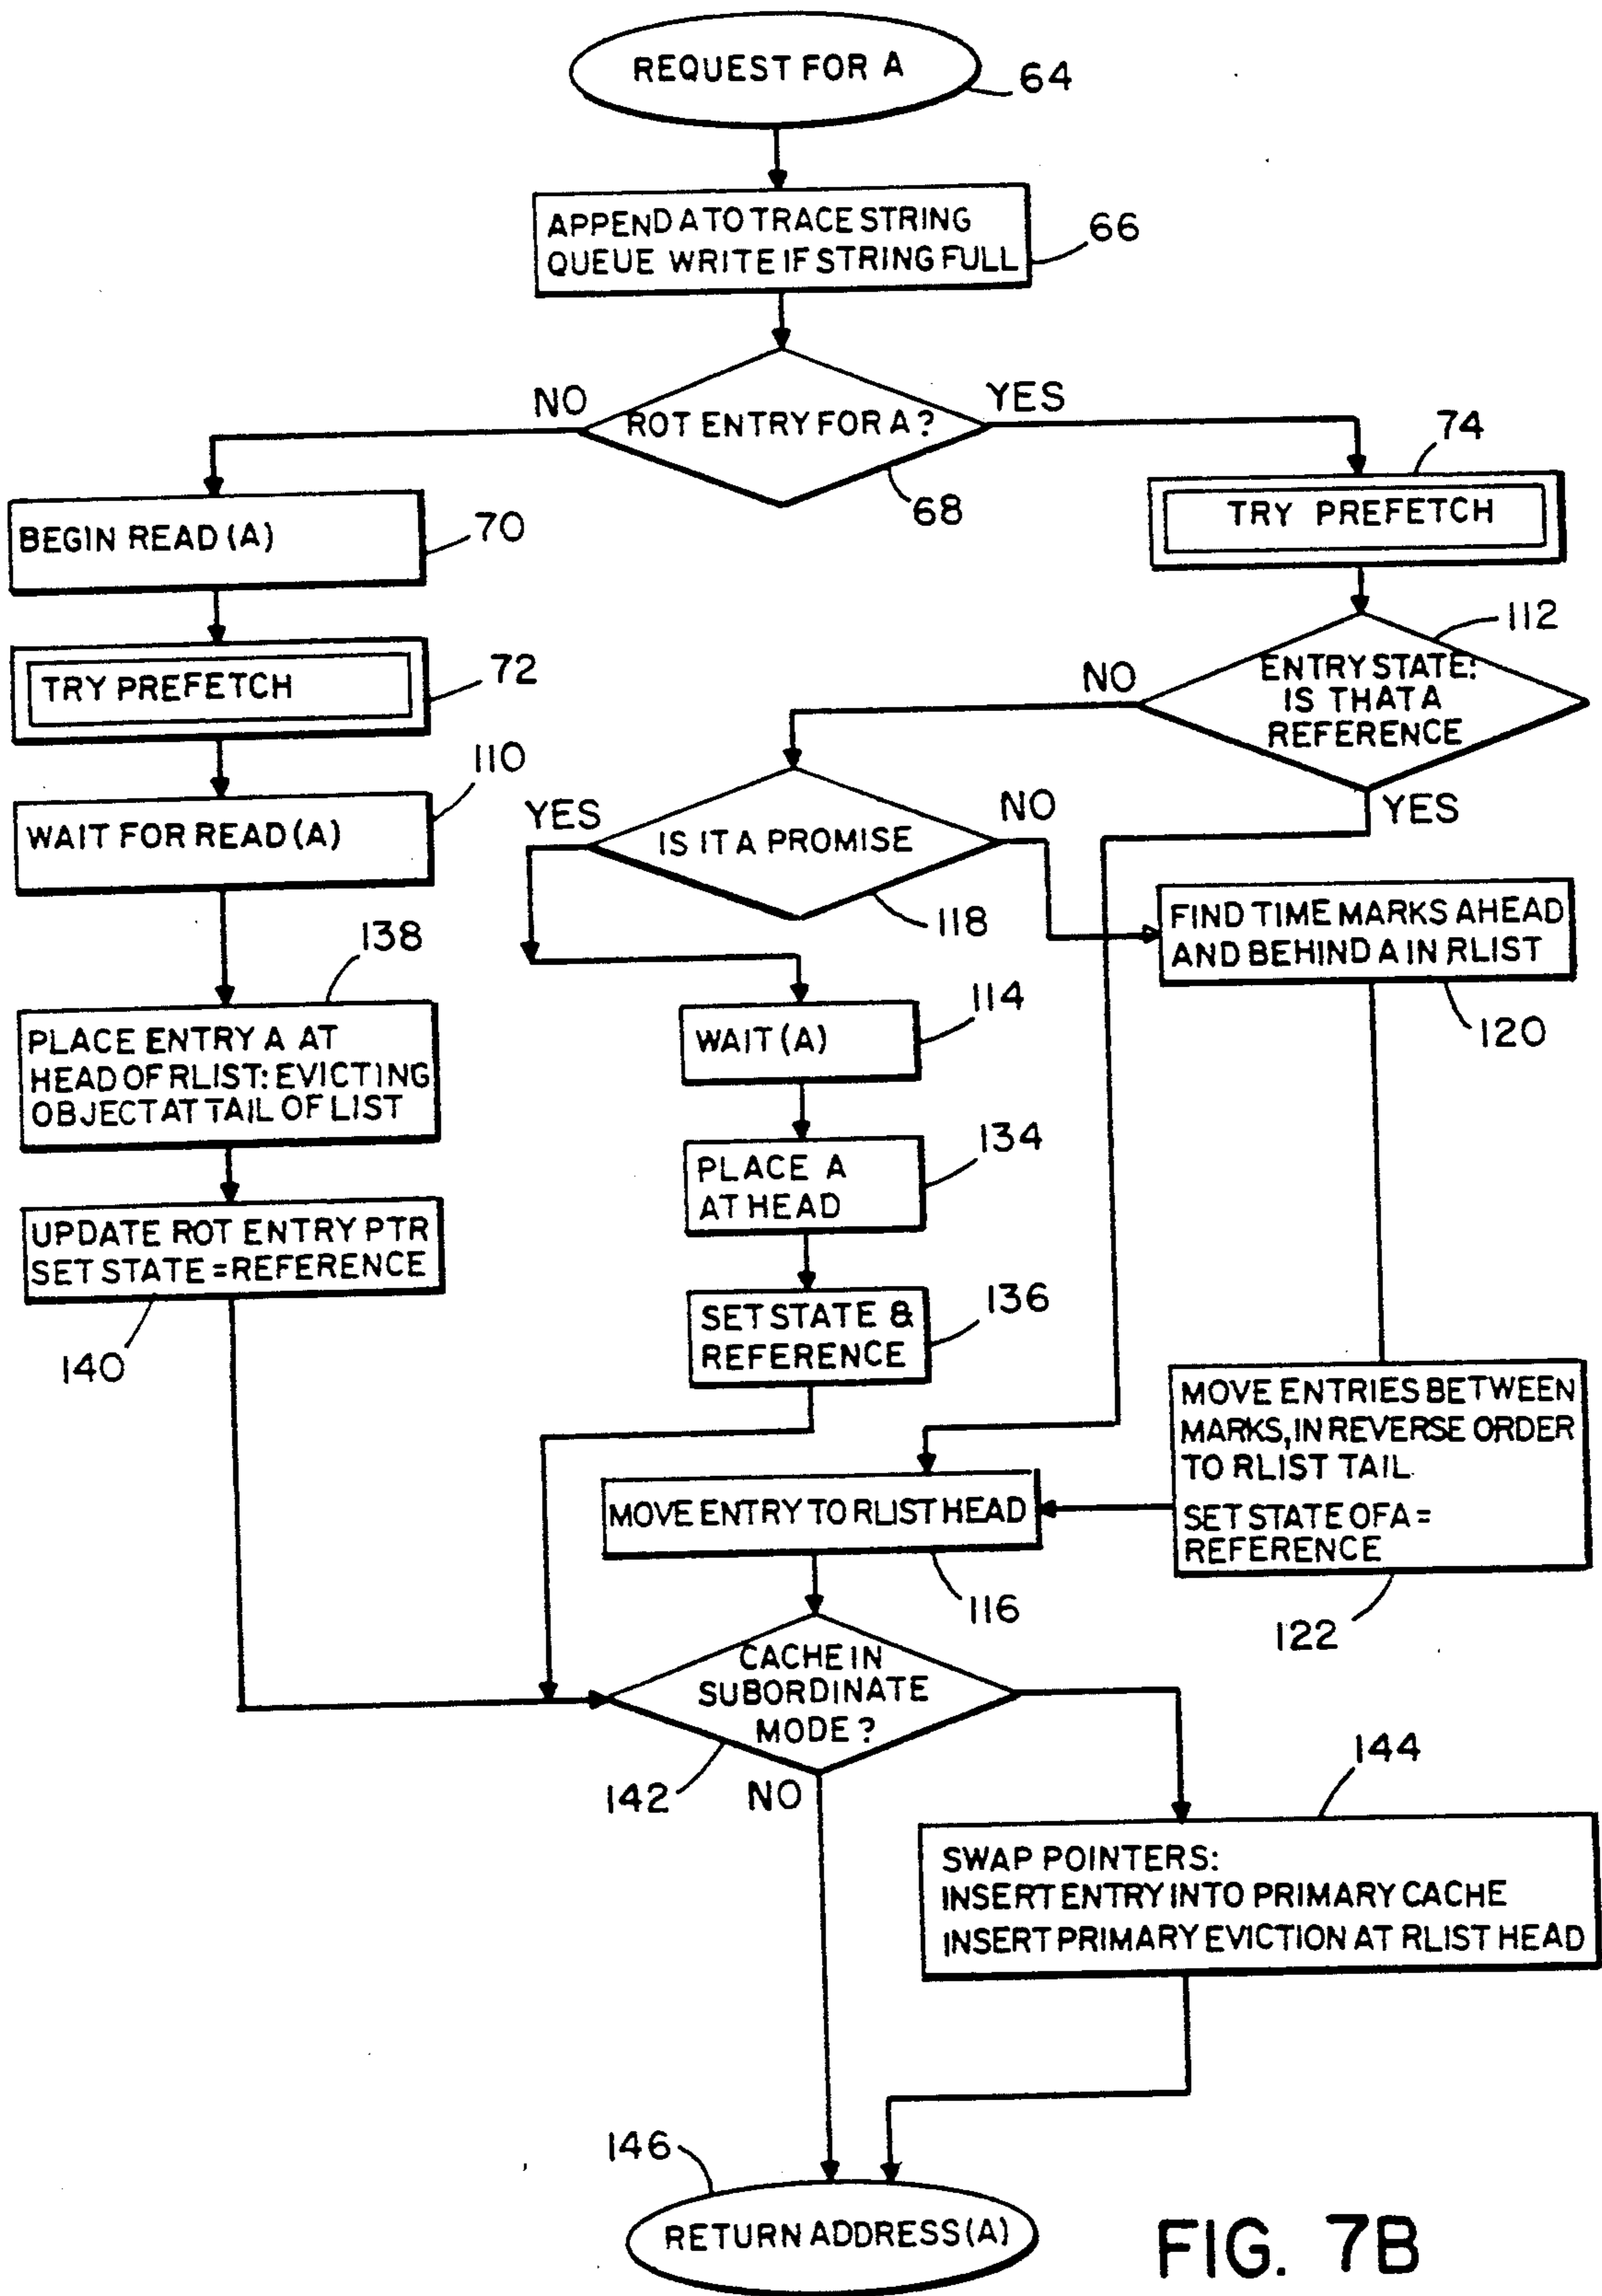 REQUEST FOR A
64
APPEND A TO TRACE STRING
QUEUE WRITE IF STRING FULL
66
NO
YES
ROT ENTRY FOR A?
68
74
TRY PREFETCH
BEGIN READ (A)
70
112
ENTRY STATE:
IS THAT A
REFERENCE
TRY PREFETCH
72
NO
YES
110
WAIT FOR READ (A)
YES
NO
IS IT A PROMISE
118
FIND TIME MARKS AHEAD
AND BEHIND A IN RLIST
120
138
PLACE ENTRY A AT
HEAD OF RLIST: EVICTING
OBJECT AT TAIL OF LIST
114
WAIT (A)
134
PLACE A
AT HEAD
UPDATE ROT ENTRY PTR
SET STATE = REFERENCE
140
136
SET STATE &
REFERENCE
MOVE ENTRIES BETWEEN
MARKS, IN REVERSE ORDER
TO RLIST TAIL.
SET STATE OF A =
REFERENCE
122
MOVE ENTRY TO RLIST HEAD
116
CACHE IN
SUBORDINATE
MODE?
142
NO
144
SWAP POINTERS:
INSERT ENTRY INTO PRIMARY CACHE
INSERT PRIMARY EVICTION AT RLIST HEAD
146
RETURN ADDRESS (A)
FIG. 7B